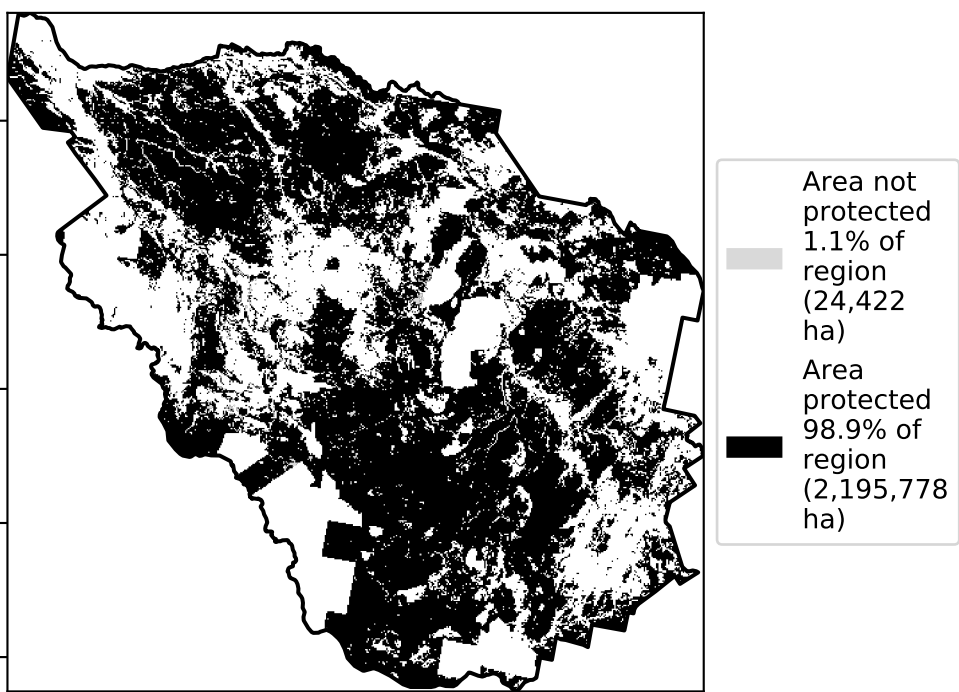 Area not
protected
1.1% of
region
(24,422
ha)
Area
protected
98.9% of
region
(2,195,778
ha)